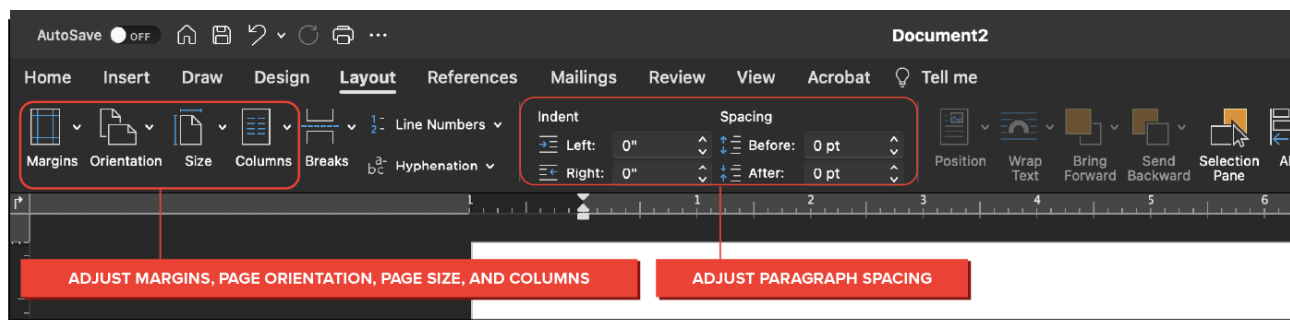 AutoSave OFF Document2
Home Insert Draw Design Layout References Mailings Review View Acrobat Tell me
Margins Orientation Size Columns Breaks
Line Numbers
Hyphenation
Indent Spacing
Left: 0" Before: 0 pt
Right: 0" After: 0 pt
Position Wrap Text Bring Forward Send Backward Selection Pane
1 1 2 3 4 5 6
ADJUST MARGINS, PAGE ORIENTATION, PAGE SIZE, AND COLUMNS
ADJUST PARAGRAPH SPACING